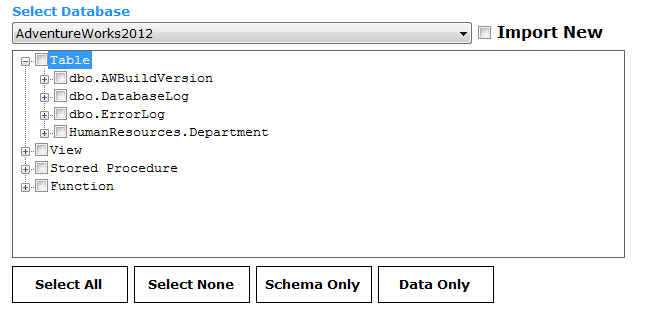 Select Database
AdventureWorks2012 Import New
Table
dbo.AWBuildVersion
dbo.DatabaseLog
dbo.ErrorLog
HumanResources.Department
View
Stored Procedure
Function
Select All Select None Schema Only Data Only